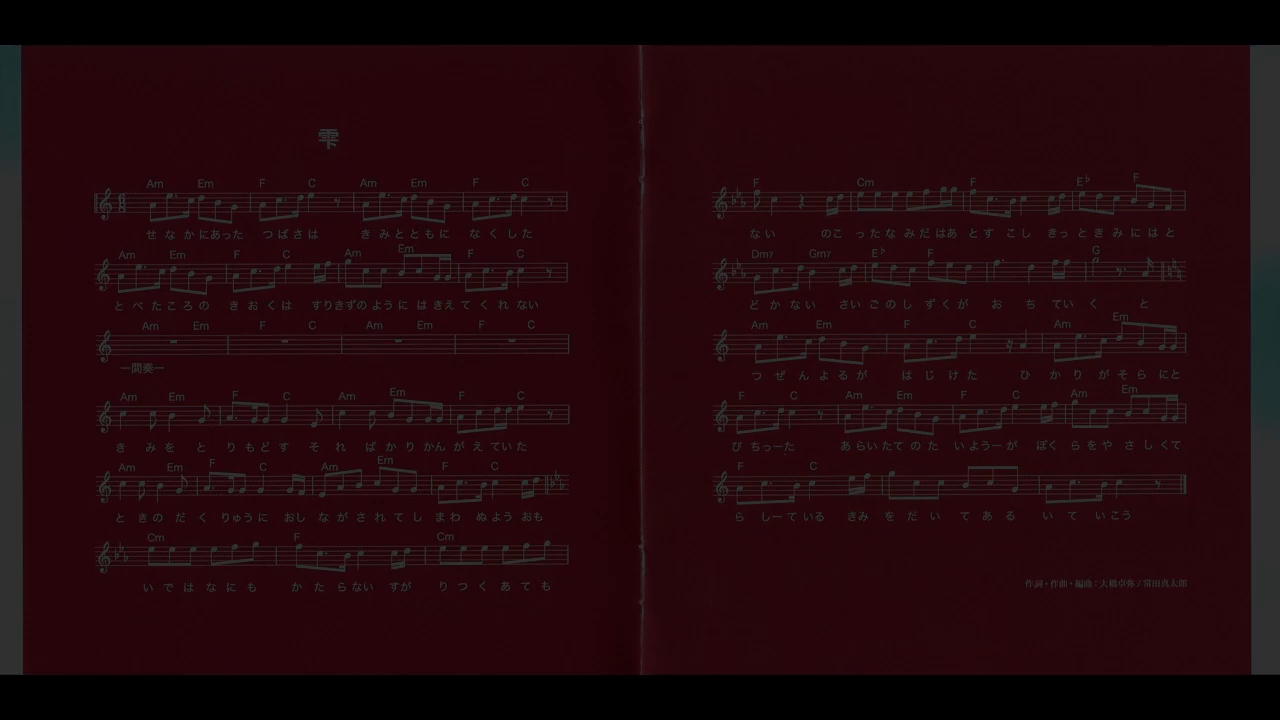 雫
Am Em F C Am Em F C
せ な か に あった つ ば さ は き み と と も に な く し た
Am Em F C Am Em F C
と べ た こ ろ の き お く は すり きず の よう に は き え て く れ ない
Am Em F C Am Em F C
ー間奏ー
Am Em F C Am Em F C
き み を と り も ど す そ れ ば か り かん が え て い た
Am Em F C Am Em F C
と き の だ く りゅう に おし な が さ れ て し ま わ ぬ よう おも
Cm F Cm
い で は な に も か た ら ない すが り つ く あ て も
F Cm F E♭ F
な い の こ っ た な み だ は あ と す こ し き っ と き み に は と
Dm7 Gm7 E♭ F G
ど か な い さい ご の し ず く が お ち てい く と
Am Em F C Am Em
つ ぜ ん よ る が は じ け た ひ か り が そ ら に と
F C Am Em F C Am Em
び ち っー た あ らい たて の た い ようー が ぼく ら を や さ し く て
F C
ら しー て いる きみ を だ い て あ る い て い こ う
作詞・作曲・編曲：大橋卓弥／常田真太郎